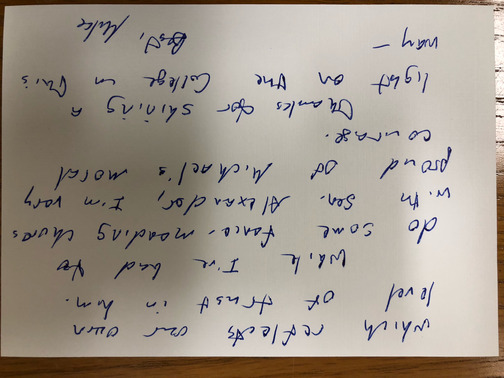 which reflects our own
level of trust in him.
While I've had to
do some fence-mending chores
with Sen. Alexander, I'm very
proud of Michael's moral
courage.
Thanks for shining a
light on the College in this
way —
Best, Mike